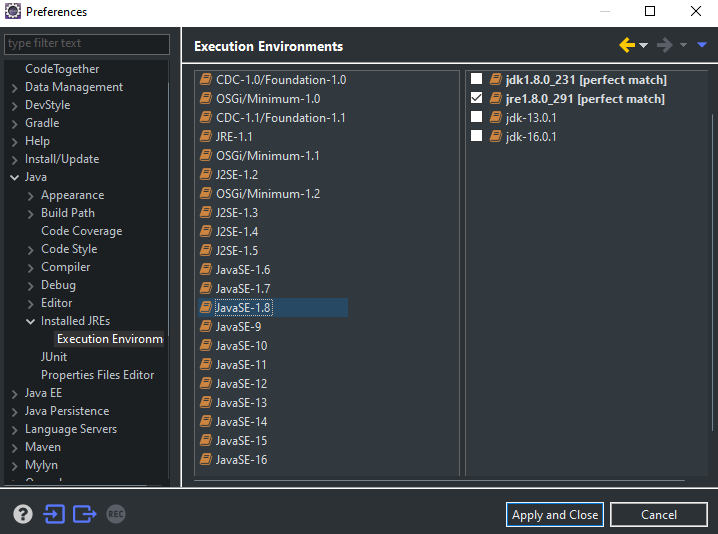 Preferences
type filter text
CodeTogether
Data Management
DevStyle
Gradle
Help
Install/Update
Java
Appearance
Build Path
Code Coverage
Code Style
Compiler
Debug
Editor
Installed JREs
Execution Environm
JUnit
Properties Files Editor
Java EE
Java Persistence
Language Servers
Maven
Mylyn
Execution Environments
CDC-1.0/Foundation-1.0
OSGi/Minimum-1.0
CDC-1.1/Foundation-1.1
JRE-1.1
OSGi/Minimum-1.1
J2SE-1.2
OSGi/Minimum-1.2
J2SE-1.3
J2SE-1.4
J2SE-1.5
JavaSE-1.6
JavaSE-1.7
JavaSE-1.8
JavaSE-9
JavaSE-10
JavaSE-11
JavaSE-12
JavaSE-13
JavaSE-14
JavaSE-15
JavaSE-16
jdk1.8.0_231 [perfect match]
jre1.8.0_291 [perfect match]
jdk-13.0.1
jdk-16.0.1
?
REC
Apply and Close
Cancel